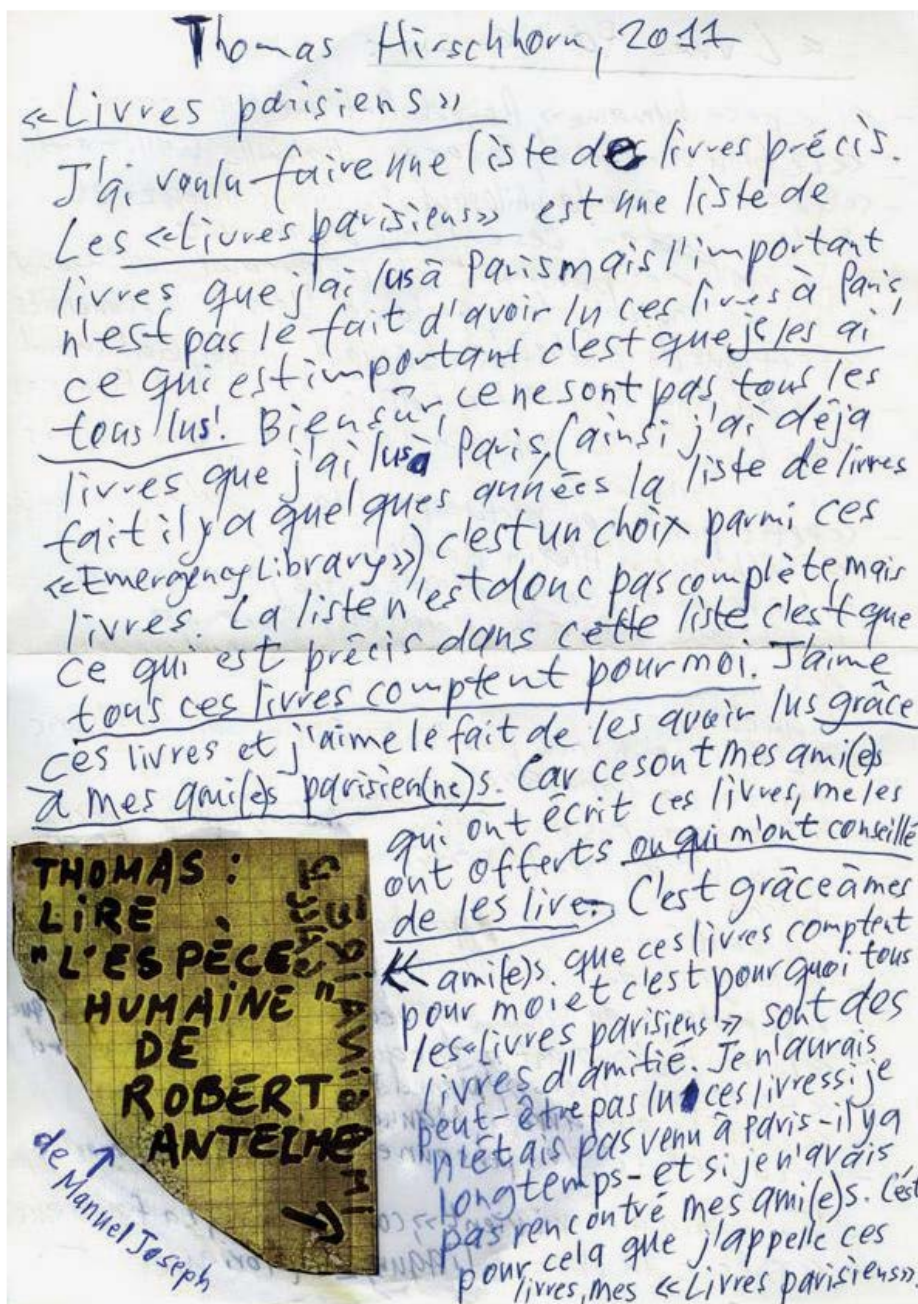 Thomas Hirschhorn, 2011
«Livres parisiens»
J'ai voulu faire une liste de livres précis.
Les «Livres parisiens» est une liste de
livres que j'ai lus à Paris mais l'important
n'est pas le fait d'avoir lu ces livres à Paris,
ce qui est important c'est que je les ai
tous lus! Bien sûr, ce ne sont pas tous les
livres que j'ai lus à Paris, (ainsi j'ai déja
fait il y a quelques années la liste de livres
«Emergency Library») c'est un choix parmi ces
livres. La liste n'est donc pas complète, mais
ce qui est précis dans cette liste c'est que
tous ces livres comptent pour moi. J'aime
ces livres et j'aime le fait de les avoir lus grâce
à mes ami(e)s parisien(ne)s. Car ce sont mes ami(e)s
qui ont écrit ces livres, me les
ont offerts ou qui m'ont conseillé
de les lire. C'est grâce à mes
ami(e)s. que ces livres comptent
pour moi et c'est pourquoi tous
les «livres parisiens» sont des
livres d'amitié. Je n'aurais
peut-être pas lu ces livres si je
n'étais pas venu à Paris - il y a
longtemps - et si je n'avais
pas rencontré mes ami(e)s. C'est
pour cela que j'appelle ces
livres, mes «Livres parisiens».
THOMAS :
LIRE
"L'ESPÈCE
HUMAINE"
DE
ROBERT
ANTELME
de Manuel Joseph